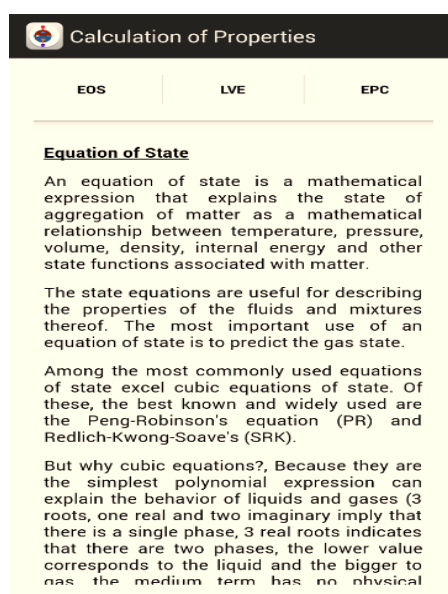 Calculation of Properties
EOS LVE EPC
Equation of State
An equation of state is a mathematical
expression that explains the state of
aggregation of matter as a mathematical
relationship between temperature, pressure,
volume, density, internal energy and other
state functions associated with matter.
The state equations are useful for describing
the properties of the fluids and mixtures
thereof. The most important use of an
equation of state is to predict the gas state.
Among the most commonly used equations
of state excel cubic equations of state. Of
these, the best known and widely used are
the Peng-Robinson's equation (PR) and
Redlich-Kwong-Soave's (SRK).
But why cubic equations?, Because they are
the simplest polynomial expression can
explain the behavior of liquids and gases (3
roots, one real and two imaginary imply that
there is a single phase, 3 real roots indicates
that there are two phases, the lower value
corresponds to the liquid and the bigger to
gas, the medium term has no physical